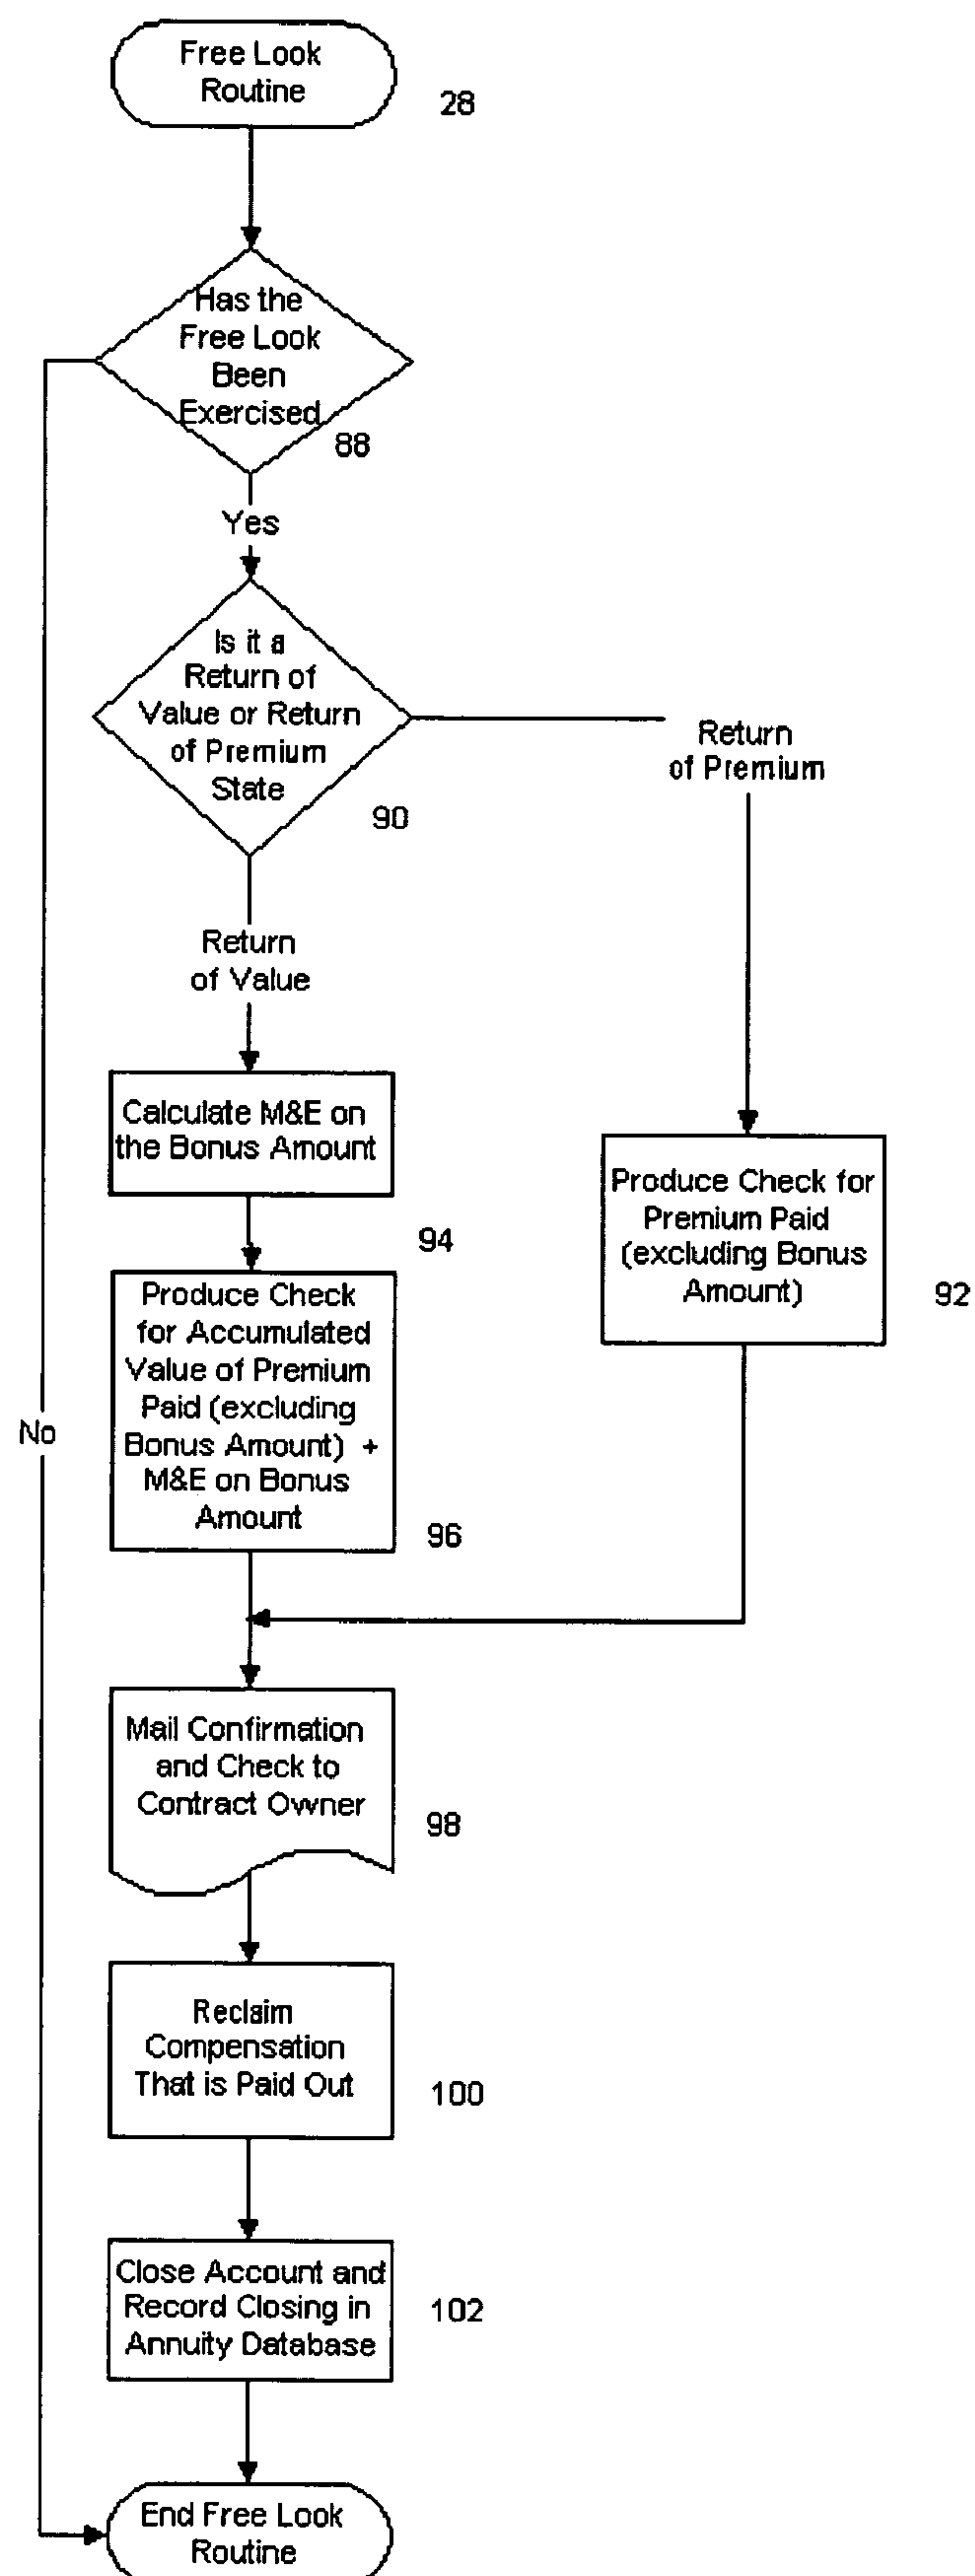 Free Look
Routine
28
Has the
Free Look
Been
Exercised
88
Yes
Is it a
Return of
Value or Return
of Premium
State
90
Return
of Premium
Return
of Value
Calculate M&E on
the Bonus Amount
94
Produce Check for
Premium Paid
(excluding Bonus
Amount)
92
Produce Check
for Accumulated
Value of Premium
Paid (excluding
Bonus Amount) +
M&E on Bonus
Amount
96
No
Mail Confirmation
and Check to
Contract Owner
98
Reclaim
Compensation
That is Paid Out
100
Close Account and
Record Closing in
Annuity Database
102
End Free Look
Routine